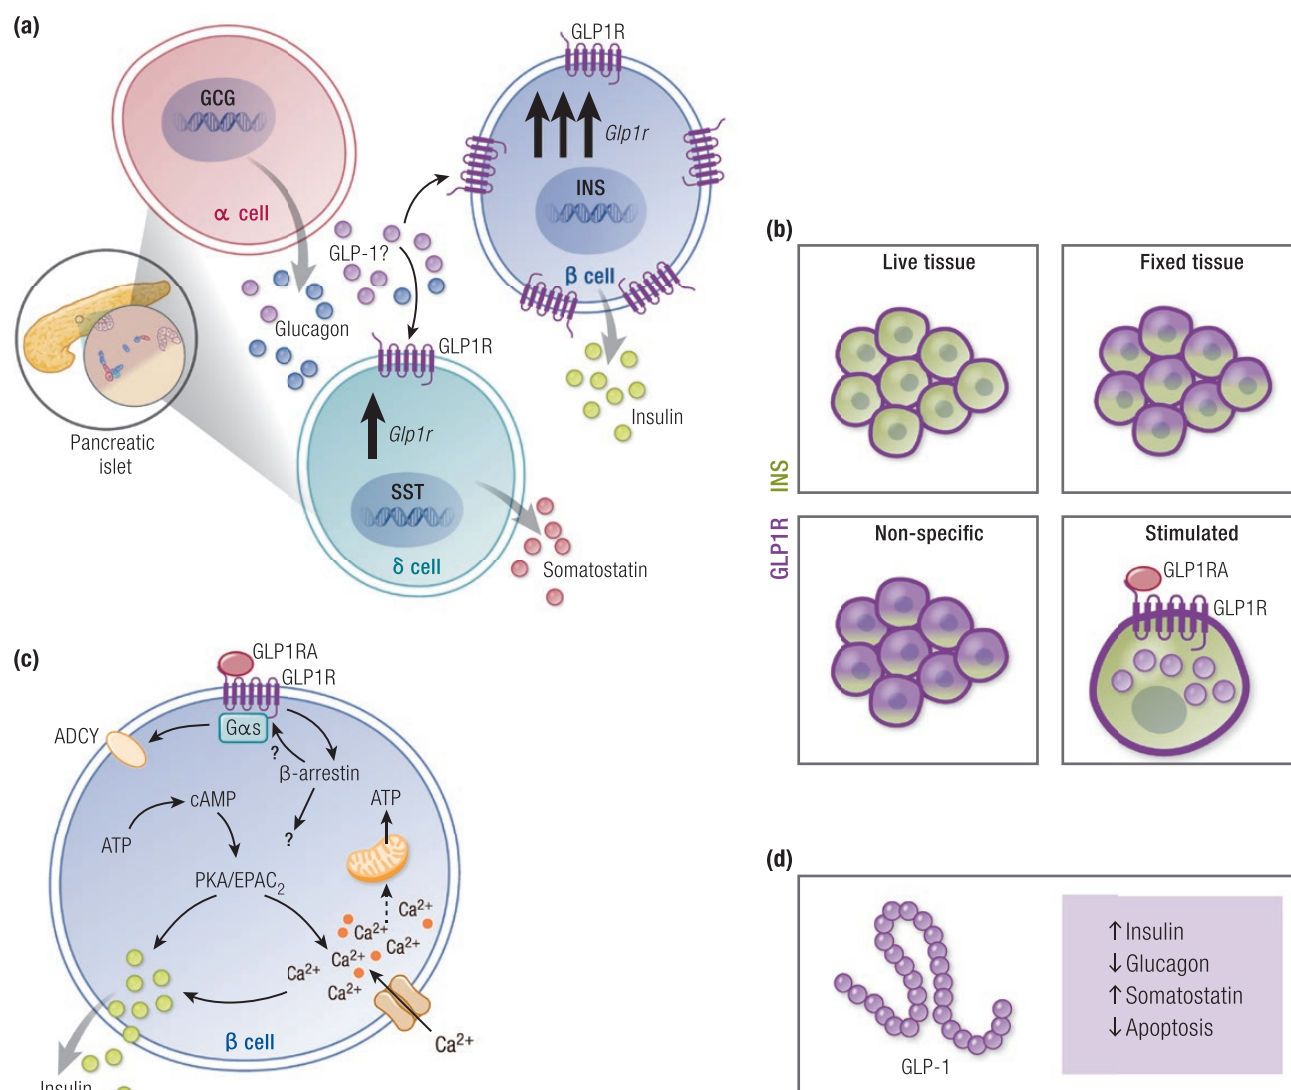 (a)
GLP1R
GCG
Glp1r
INS
α cell
GLP-1?
β cell
Glucagon
GLP1R
Insulin
Glp1r
Pancreatic
islet
SST
δ cell
Somatostatin
(b)
Live tissue
Fixed tissue
INS
GLP1R
Non-specific
Stimulated
GLP1RA
GLP1R
(c)
GLP1RA
GLP1R
ADCY
Gαs
?
β-arrestin
cAMP
ATP
ATP
?
PKA/EPAC₂
Ca²⁺
Ca²⁺
Ca²⁺
Ca²⁺
Ca²⁺
Ca²⁺
β cell
Ca²⁺
Insulin
(d)
GLP-1
↑ Insulin
↓ Glucagon
↑ Somatostatin
↓ Apoptosis